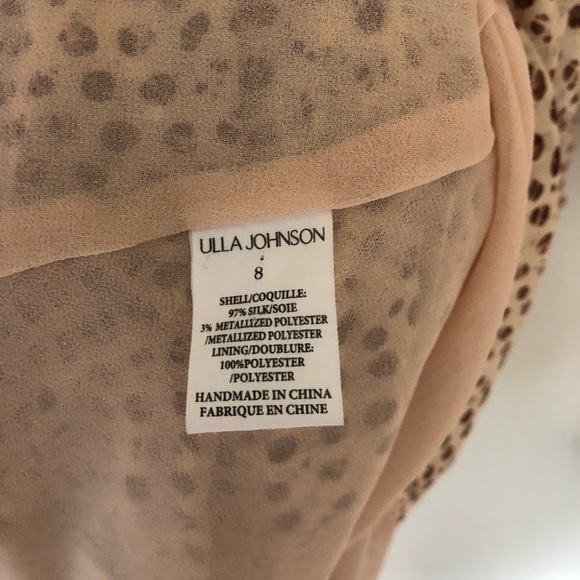 ULLA JOHNSON
8
SHELL/COQUILLE:
97% SILK/SOIE
3% METALLIZED POLYESTER
/METALLIZED POLYESTER
LINING/DOUBLURE:
100%POLYESTER
/POLYESTER
HANDMADE IN CHINA
FABRIQUE EN CHINE